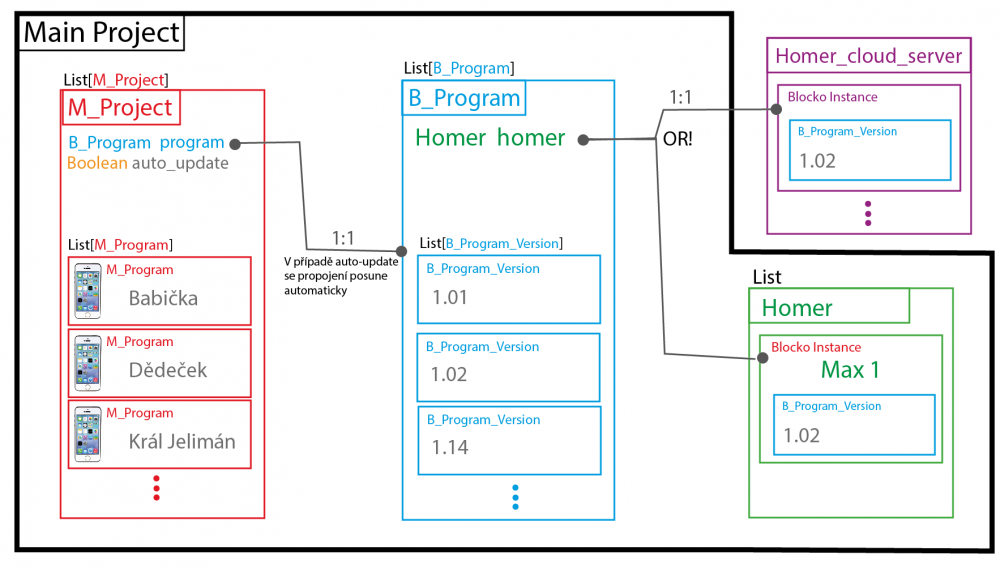 Main Project
List[M_Project]
M_Project
B_Program program
Boolean auto_update
List[M_Program]
M_Program
Babička
M_Program
Dědeček
M_Program
Král Jelimán
1:1
V případě auto-update
se propojení posune
automaticky
List[B_Program]
B_Program
Homer homer
List[B_Program_Version]
B_Program_Version
1.01
B_Program_Version
1.02
B_Program_Version
1.14
1:1
OR!
Homer_cloud_server
Blocko Instance
B_Program_Version
1.02
List
Homer
Blocko Instance
Max 1
B_Program_Version
1.02